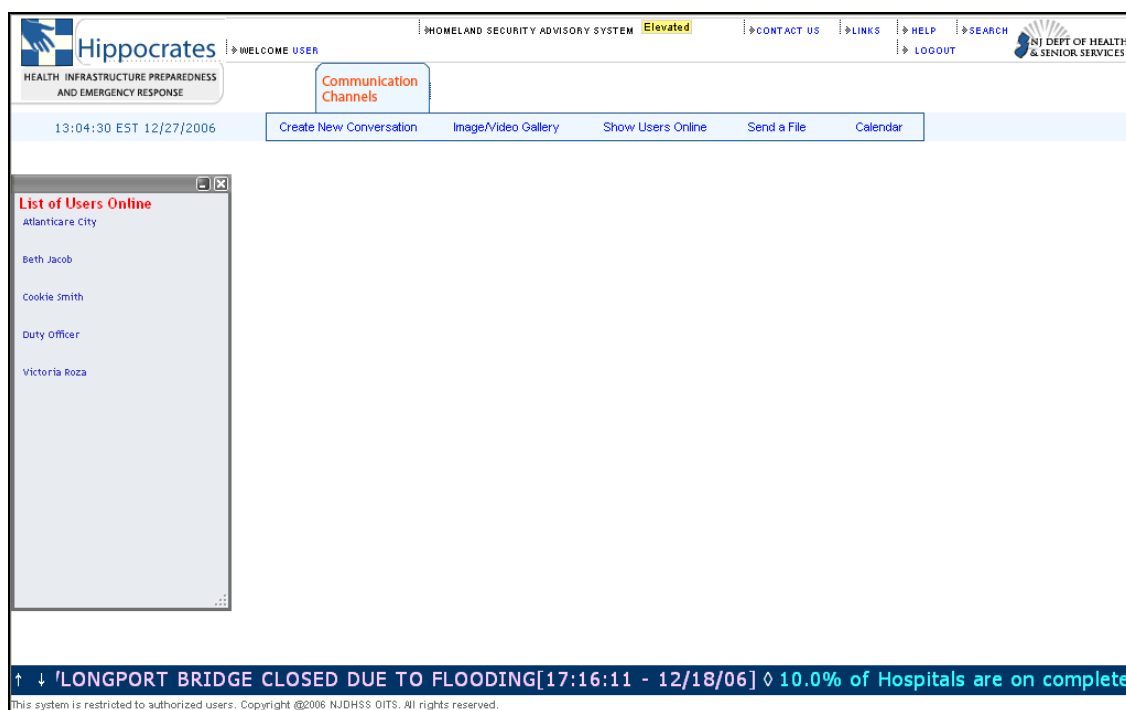 HOMELAND SECURITY ADVISORY SYSTEM Elevated
CONTACT US LINKS HELP SEARCH
Hippocrates WELCOME USER LOGOUT
NJ DEPT OF HEALTH
& SENIOR SERVICES
HEALTH INFRASTRUCTURE PREPAREDNESS
AND EMERGENCY RESPONSE
Communication
Channels
13:04:30 EST 12/27/2006
Create New Conversation Image/Video Gallery Show Users Online Send a File Calendar
List of Users Online
Atlanticare City
Beth Jacob
Cookie Smith
Duty Officer
Victoria Roza
↑ ↓ 'LONGPORT BRIDGE CLOSED DUE TO FLOODING[17:16:11 - 12/18/06] ◊ 10.0% of Hospitals are on complete
This system is restricted to authorized users. Copyright @2006 NJDHSS OITS. All rights reserved.